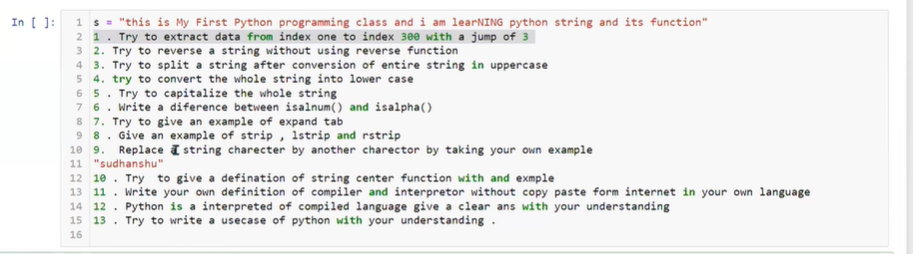 In [ ]:
1 s = "this is My First Python programming class and i am learNING python string and its function"
2 1 . Try to extract data from index one to index 300 with a jump of 3
3 2. Try to reverse a string without using reverse function
4 3. Try to split a string after conversion of entire string in uppercase
5 4. try to convert the whole string into lower case
6 5 . Try to capitalize the whole string
7 6 . Write a diference between isalnum() and isalpha()
8 7. Try to give an example of expand tab
9 8 . Give an example of strip , lstrip and rstrip
10 9.  Replace a string charecter by another charector by taking your own example
11 "sudhanshu"
12 10 . Try  to give a defination of string center function with and exmple
13 11 . Write your own definition of compiler and interpretor without copy paste form internet in your own language
14 12 . Python is a interpreted of compiled language give a clear ans with your understanding
15 13 . Try to write a usecase of python with your understanding .
16